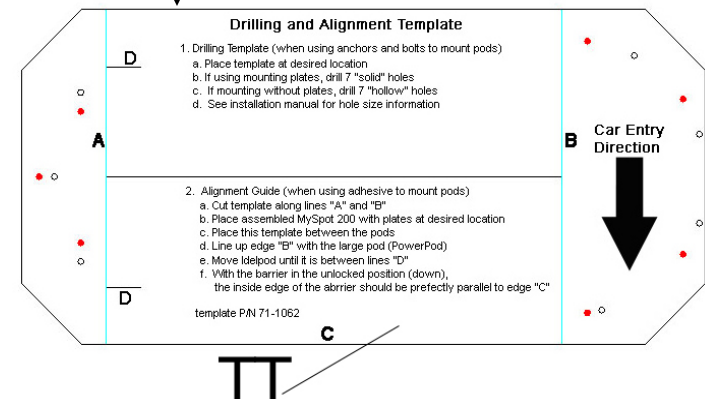 Drilling and Alignment Template
1. Drilling Template (when using anchors and bolts to mount pods)
a. Place template at desired location
b. If using mounting plates, drill 7 "solid" holes
c. If mounting without plates, drill 7 "hollow" holes
d. See installation manual for hole size information
D
A
B
Car Entry
Direction
2. Alignment Guide (when using adhesive to mount pods)
a. Cut template along lines "A" and "B"
b. Place assembled MySpot 200 with plates at desired location
c. Place this template between the pods
d. Line up edge "B" with the large pod (PowerPod)
e. Move Idelpod until it is between lines "D"
f. With the barrier in the unlocked position (down),
the inside edge of the abrrier should be prefectly parallel to edge "C"
D
template P/N 71-1062
C